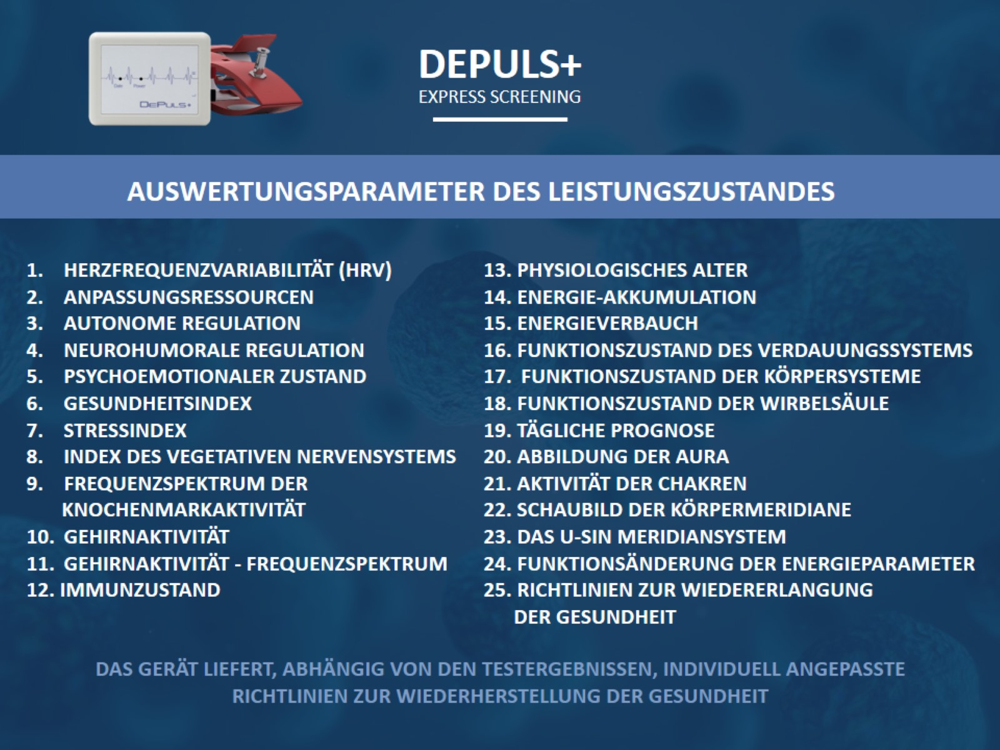 DEPULS+
EXPRESS SCREENING
Data Power
DEPULS+
AUSWERTUNGSPARAMETER DES LEISTUNGSZUSTANDES
1. HERZFREQUENZVARIABILITÄT (HRV)
2. ANPASSUNGSRESSOURCEN
3. AUTONOME REGULATION
4. NEUROHUMORALE REGULATION
5. PSYCHOEMOTIONALER ZUSTAND
6. GESUNDHEITSINDEX
7. STRESSINDEX
8. INDEX DES VEGETATIVEN NERVENSYSTEMS
9. FREQUENZSPEKTRUM DER
KNOCHENMARKAKTIVITÄT
10. GEHIRNAKTIVITÄT
11. GEHIRNAKTIVITÄT - FREQUENZSPEKTRUM
12. IMMUNZUSTAND
13. PHYSIOLOGISCHES ALTER
14. ENERGIE-AKKUMULATION
15. ENERGIEVERBAUCH
16. FUNKTIONSZUSTAND DES VERDAUUNGSSYSTEMS
17. FUNKTIONSZUSTAND DER KÖRPERSYSTEME
18. FUNKTIONSZUSTAND DER WIRBELSÄULE
19. TÄGLICHE PROGNOSE
20. ABBILDUNG DER AURA
21. AKTIVITÄT DER CHAKREN
22. SCHAUBILD DER KÖRPERMERIDIANE
23. DAS U-SIN MERIDIANSYSTEM
24. FUNKTIONSÄNDERUNG DER ENERGIEPARAMETER
25. RICHTLINIEN ZUR WIEDERERLANGUNG
DER GESUNDHEIT
DAS GERÄT LIEFERT, ABHÄNGIG VON DEN TESTERGEBNISSEN, INDIVIDUELL ANGEPASSTE
RICHTLINIEN ZUR WIEDERHERSTELLUNG DER GESUNDHEIT